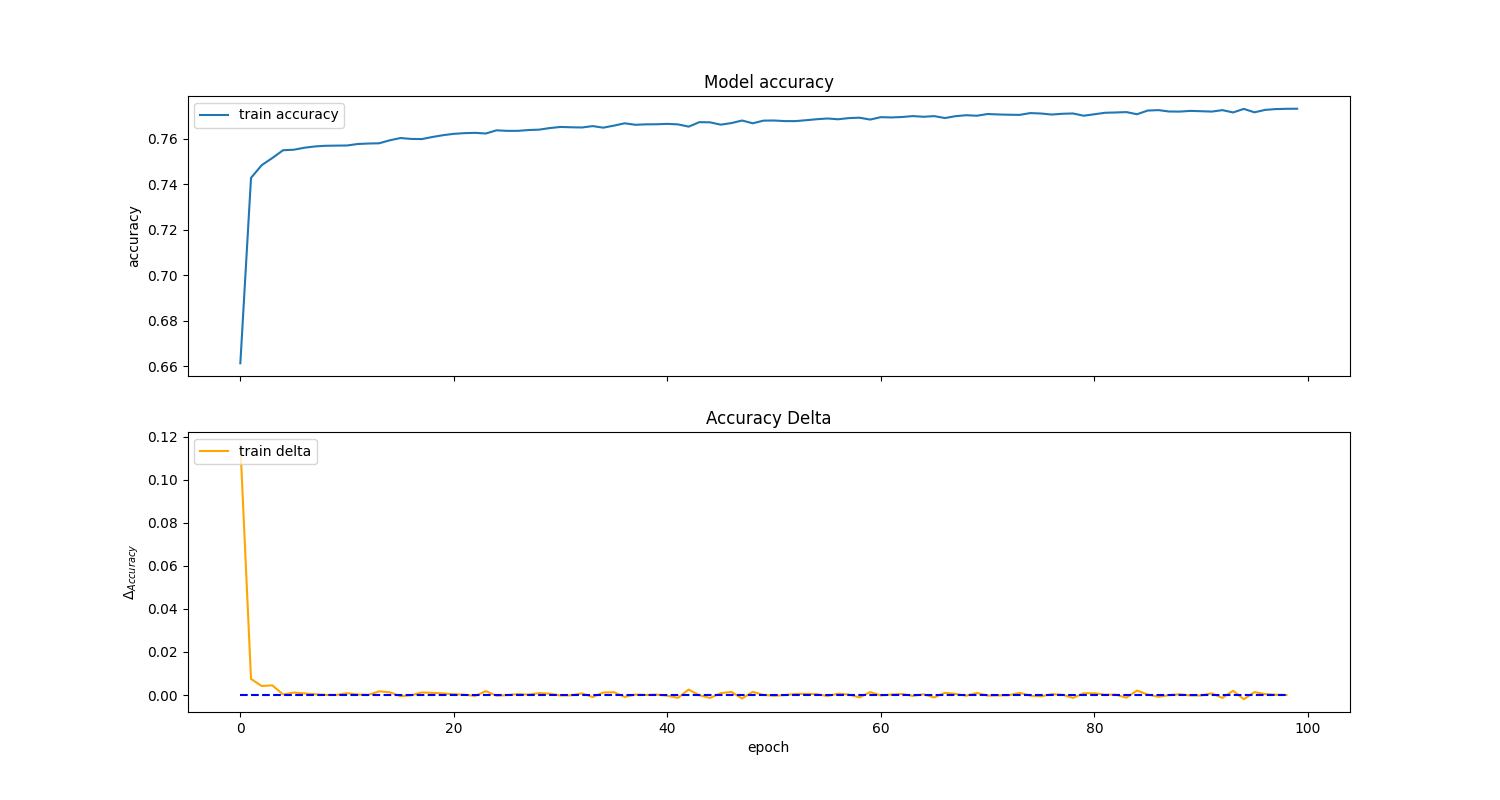 Model accuracy
train accuracy
0.76
0.74
0.72
0.70
0.68
0.66
accuracy
Accuracy Delta
train delta
0.12
0.10
0.08
0.06
0.04
0.02
0.00
Δ_Accuracy
0 20 40 60 80 100
epoch